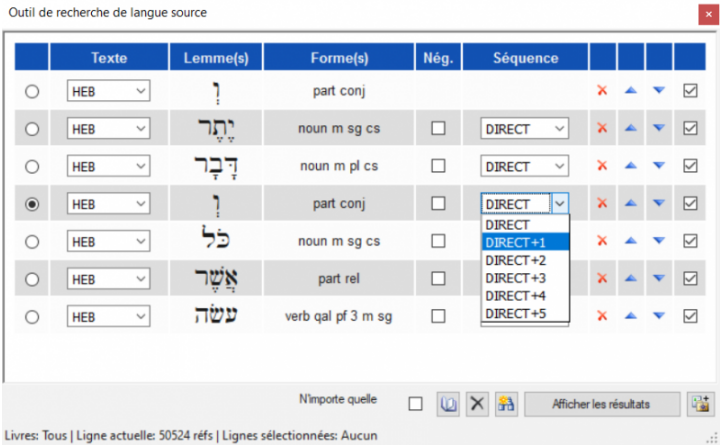 Outil de recherche de langue source
Texte Lemme(s) Forme(s) Nég. Séquence
HEB וְ part conj
HEB יֶתֶר noun m sg cs DIRECT
HEB דָּבָר noun m pl cs DIRECT
HEB וְ part conj DIRECT
DIRECT
DIRECT+1
DIRECT+2
DIRECT+3
DIRECT+4
DIRECT+5
HEB כֹּל noun m sg cs
HEB אֲשֶׁר part rel
HEB עשׂה verb qal pf 3 m sg
N'importe quelle Afficher les résultats
Livres: Tous | Ligne actuelle: 50524 réfs | Lignes sélectionnées: Aucun